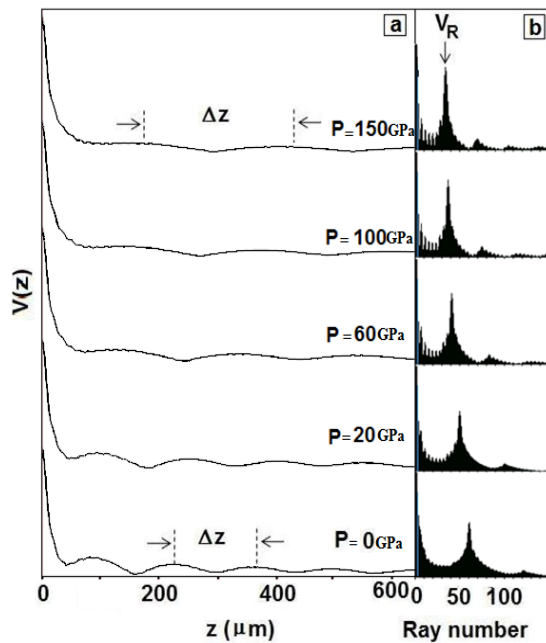 a
b
V_R
Δz
P=150GPa
P= 100GPa
V(z)
P= 60GPa
P= 20GPa
Δz
P= 0GPa
0 200 400 600
0 50 100
z (μm)
Ray number